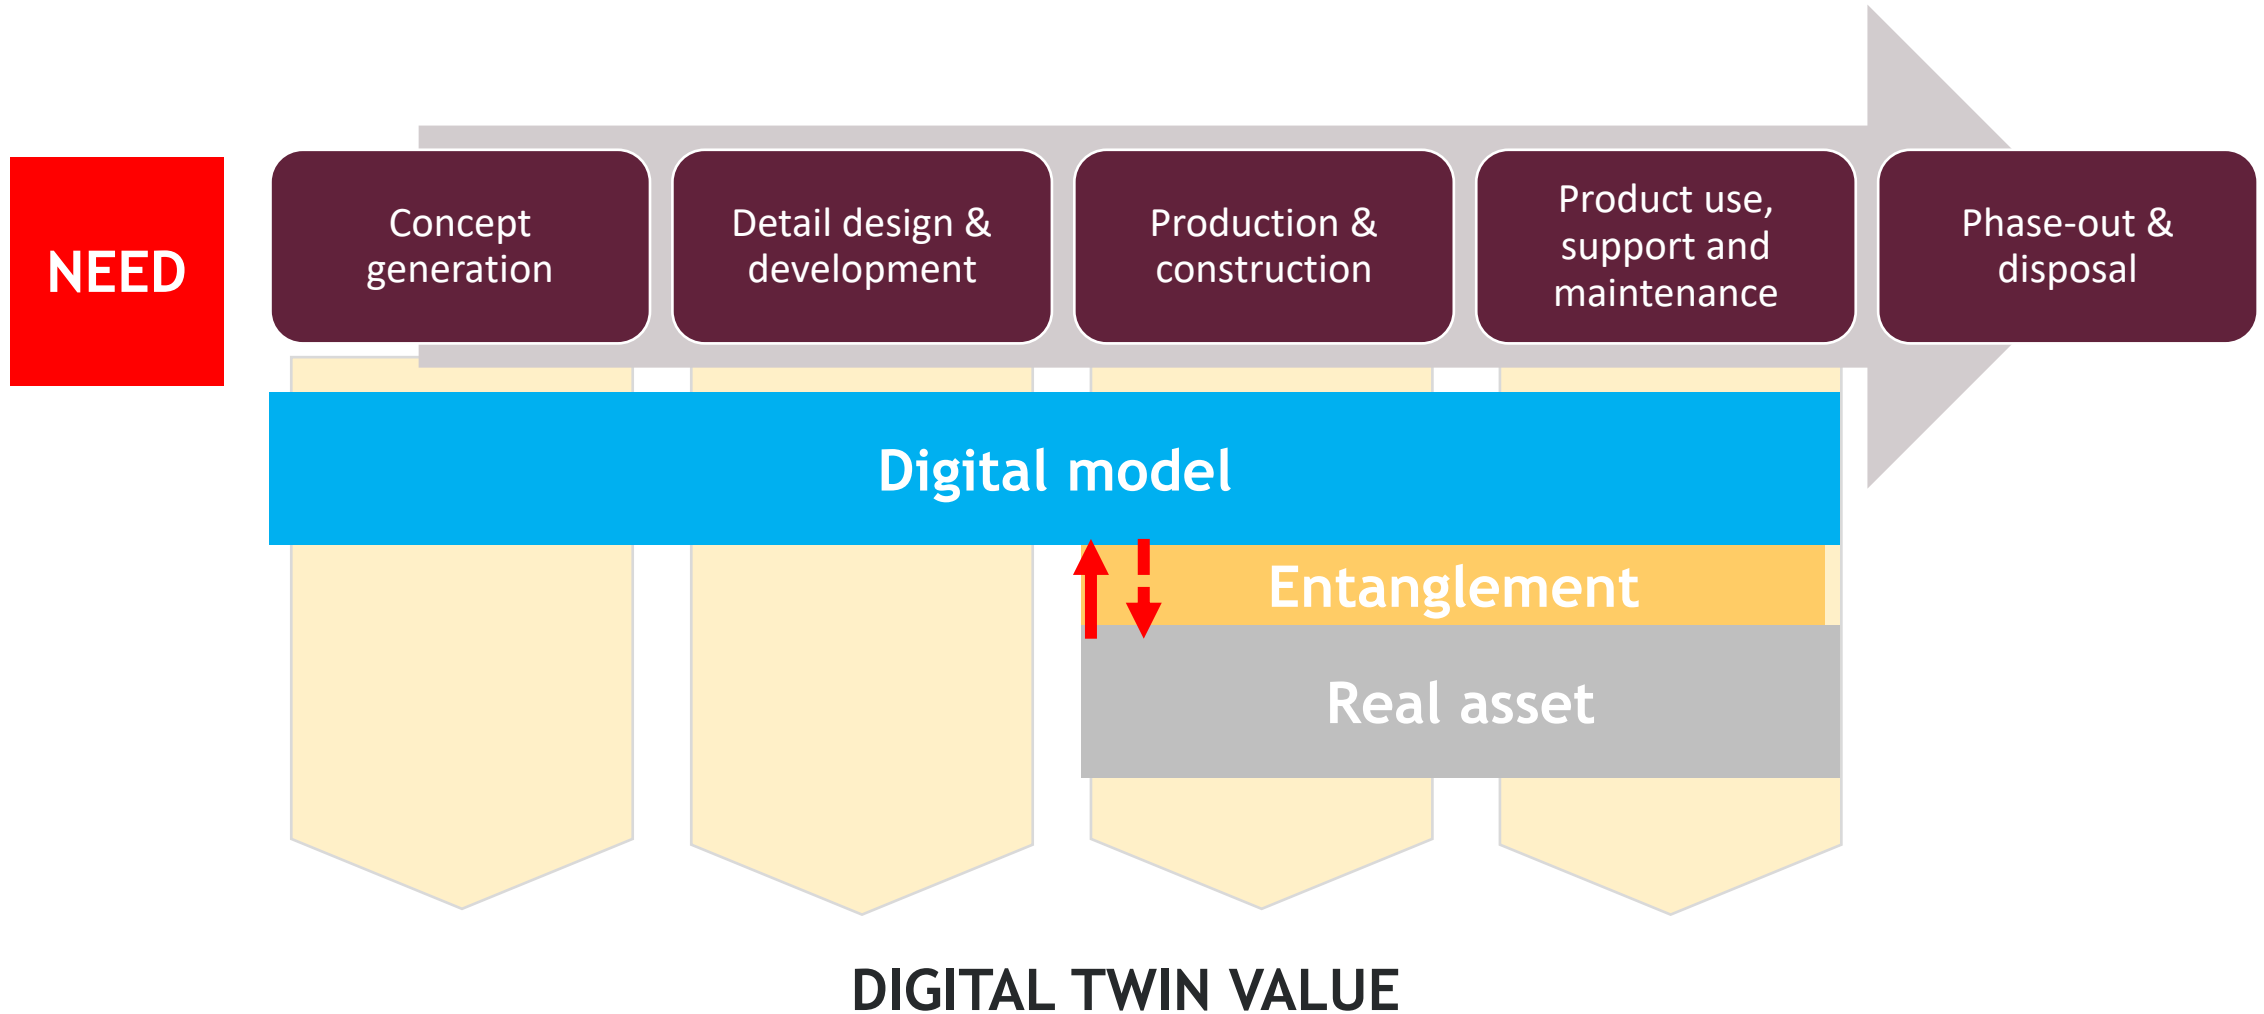 NEED
Concept
generation
Detail design &
development
Production &
construction
Product use,
support and
maintenance
Phase-out &
disposal
Digital model
Entanglement
Real asset
DIGITAL TWIN VALUE